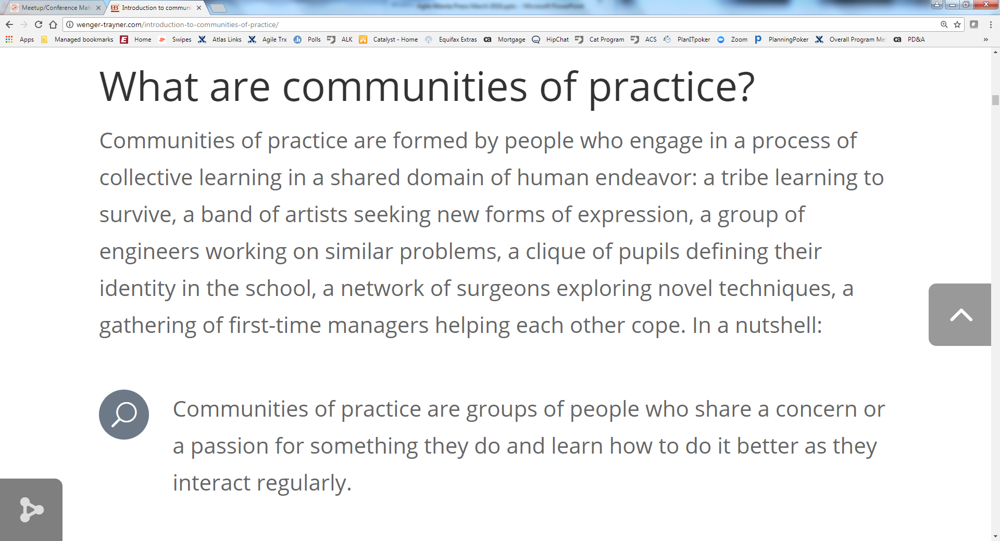 Meetup/Conference Mat
Introduction to communi
wenger-trayner.com/introduction-to-communities-of-practice/
Apps Managed bookmarks Home Swipes Atlas Links Agile Trx Polls ALK Catalyst - Home Equifax Extras Mortgage HipChat Cat Program ACS PlanITpoker Zoom PlanningPoker Overall Program Me PD&A »
What are communities of practice?
Communities of practice are formed by people who engage in a process of
collective learning in a shared domain of human endeavor: a tribe learning to
survive, a band of artists seeking new forms of expression, a group of
engineers working on similar problems, a clique of pupils defining their
identity in the school, a network of surgeons exploring novel techniques, a
gathering of first-time managers helping each other cope. In a nutshell:
Communities of practice are groups of people who share a concern or
a passion for something they do and learn how to do it better as they
interact regularly.